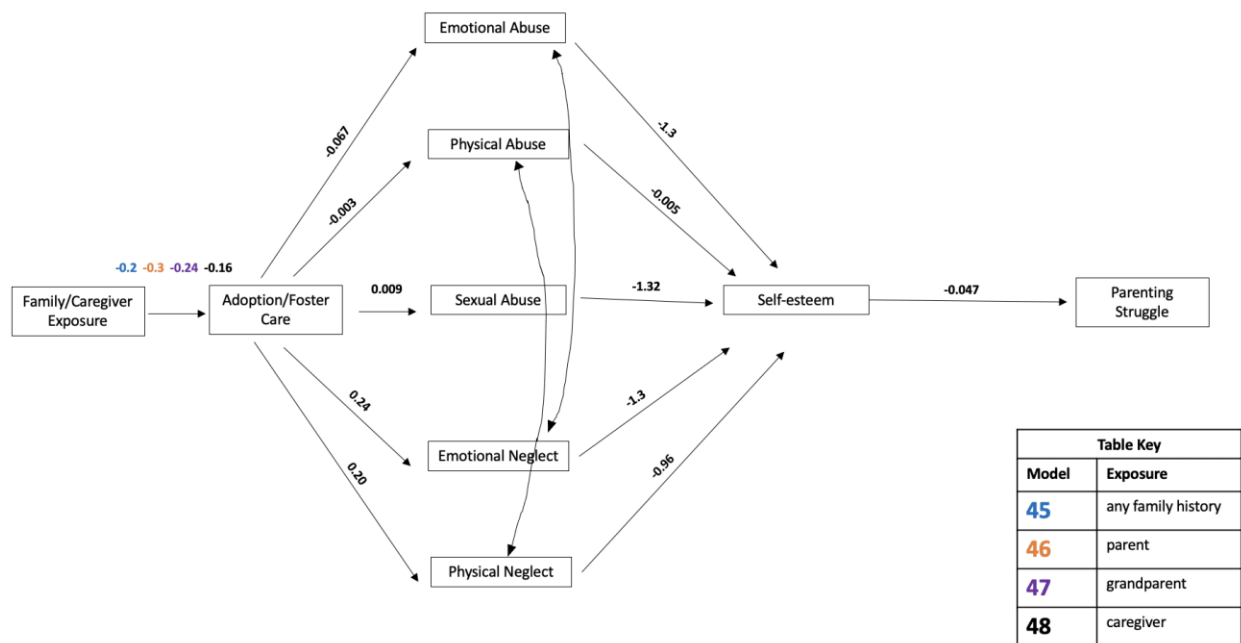 Emotional Abuse
-0.067
-1.3
Physical Abuse
-0.003
-0.005
-0.2 -0.3 -0.24 -0.16
Family/Caregiver
Exposure
Adoption/Foster
Care
0.009
Sexual Abuse
-1.32
Self-esteem
-0.047
Parenting
Struggle
0.24
-1.3
Emotional Neglect
0.20
-0.96
Physical Neglect
Table Key
Model Exposure
45 any family history
46 parent
47 grandparent
48 caregiver